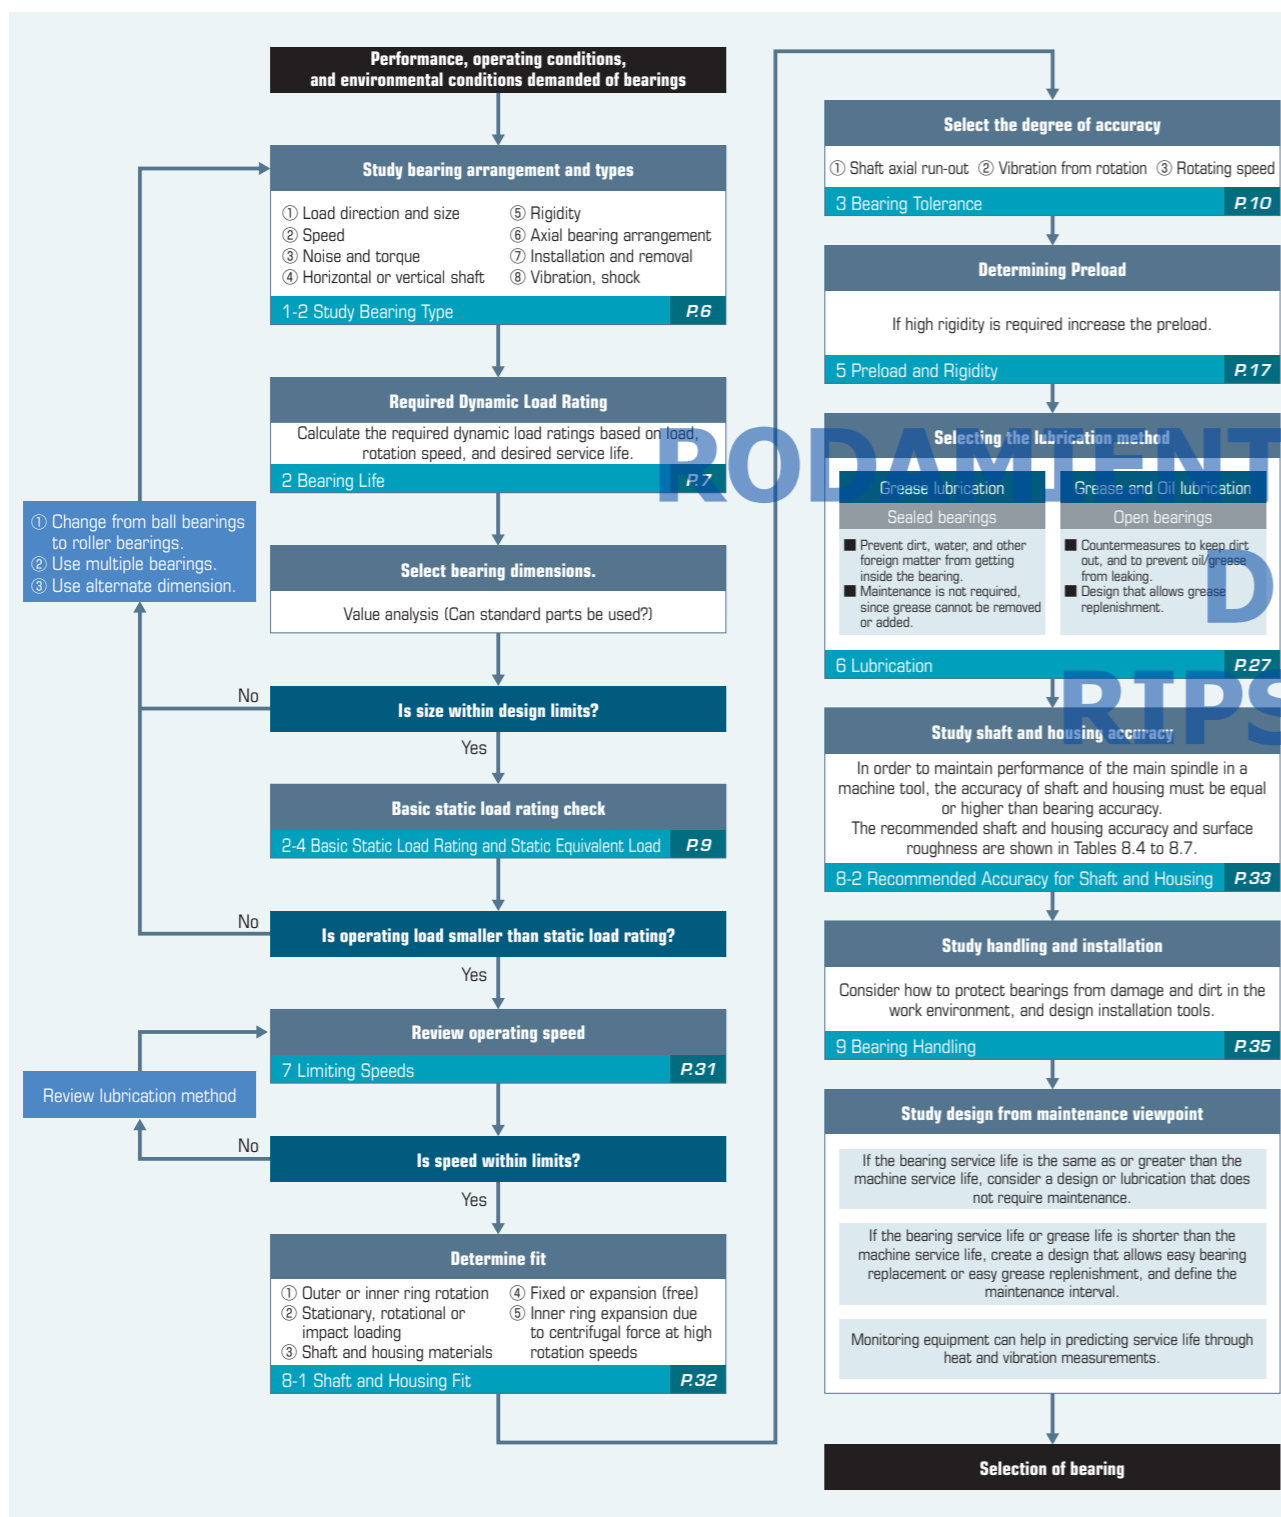 Performance, operating conditions,
and environmental conditions demanded of bearings
Study bearing arrangement and types
① Load direction and size
② Speed
③ Noise and torque
④ Horizontal or vertical shaft
⑤ Rigidity
⑥ Axial bearing arrangement
⑦ Installation and removal
⑧ Vibration, shock
1-2 Study Bearing Type P.6
Required Dynamic Load Rating
Calculate the required dynamic load ratings based on load,
rotation speed, and desired service life.
2 Bearing Life P.7
① Change from ball bearings
to roller bearings.
② Use multiple bearings.
③ Use alternate dimension.
Select bearing dimensions.
Value analysis (Can standard parts be used?)
No
Is size within design limits?
Yes
Basic static load rating check
2-4 Basic Static Load Rating and Static Equivalent Load P.9
No
Is operating load smaller than static load rating?
Yes
Review operating speed
7 Limiting Speeds P.31
Review lubrication method
No
Is speed within limits?
Yes
Determine fit
① Outer or inner ring rotation
② Stationary, rotational or
impact loading
③ Shaft and housing materials
④ Fixed or expansion (free)
⑤ Inner ring expansion due
to centrifugal force at high
rotation speeds
8-1 Shaft and Housing Fit P.32
Select the degree of accuracy
① Shaft axial run-out ② Vibration from rotation ③ Rotating speed
3 Bearing Tolerance P.10
Determining Preload
If high rigidity is required increase the preload.
5 Preload and Rigidity P.17
Selecting the lubrication method
RODAMIENT
Grease lubrication
Sealed bearings
■ Prevent dirt, water, and other
foreign matter from getting
inside the bearing.
■ Maintenance is not required,
since grease cannot be removed
or added.
Grease and Oil lubrication
Open bearings
■ Countermeasures to keep dirt
out, and to prevent oil/grease
from leaking.
■ Design that allows grease
replenishment.
D
6 Lubrication P.27
RIPS
Study shaft and housing accuracy
In order to maintain performance of the main spindle in a
machine tool, the accuracy of shaft and housing must be equal
or higher than bearing accuracy.
The recommended shaft and housing accuracy and surface
roughness are shown in Tables 8.4 to 8.7.
8-2 Recommended Accuracy for Shaft and Housing P.33
Study handling and installation
Consider how to protect bearings from damage and dirt in the
work environment, and design installation tools.
9 Bearing Handling P.35
Study design from maintenance viewpoint
If the bearing service life is the same as or greater than the
machine service life, consider a design or lubrication that does
not require maintenance.
If the bearing service life or grease life is shorter than the
machine service life, create a design that allows easy bearing
replacement or easy grease replenishment, and define the
maintenance interval.
Monitoring equipment can help in predicting service life through
heat and vibration measurements.
Selection of bearing